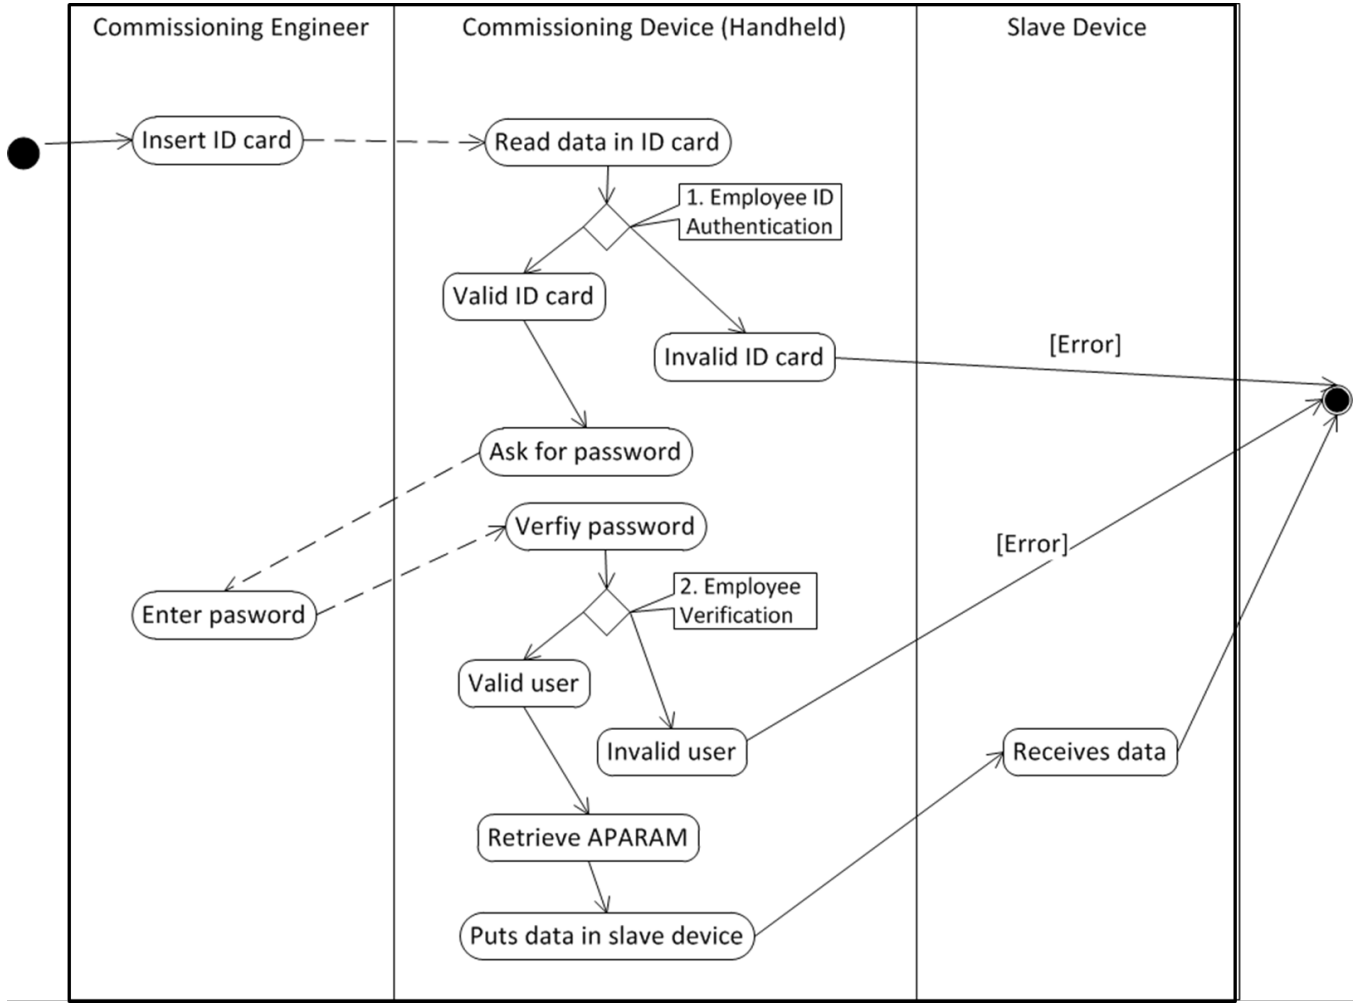 Commissioning Engineer
Commissioning Device (Handheld)
Slave Device
Insert ID card
Read data in ID card
1. Employee ID
Authentication
Valid ID card
Invalid ID card
[Error]
Ask for password
Verfiy password
[Error]
Enter pasword
2. Employee
Verification
Valid user
Invalid user
Receives data
Retrieve APARAM
Puts data in slave device